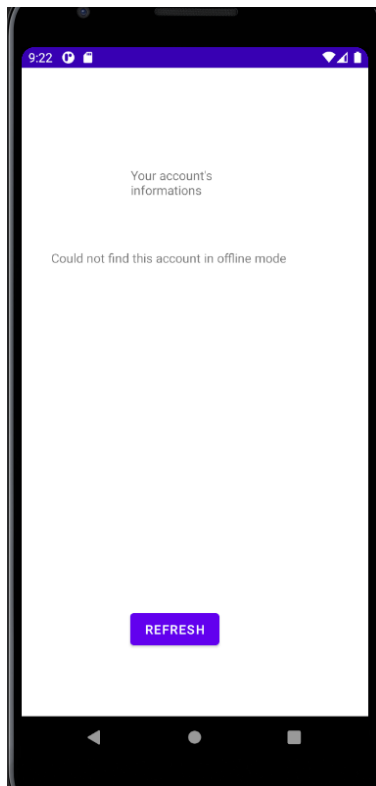 9:22
Your account's
informations
Could not find this account in offline mode
REFRESH